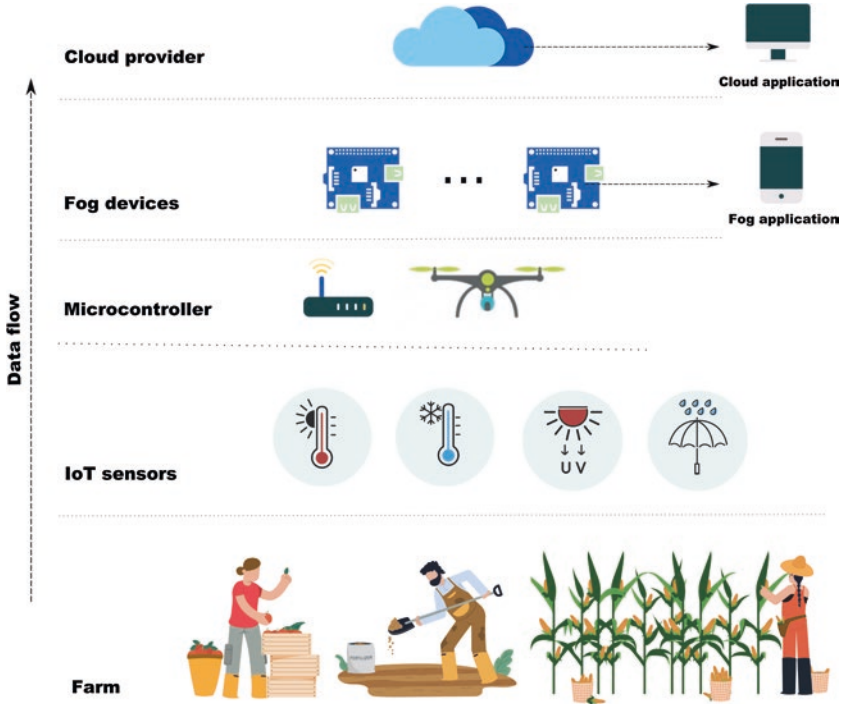 Cloud provider
Cloud application
Fog devices
Fog application
Microcontroller
Data flow
UV
IoT sensors
Farm